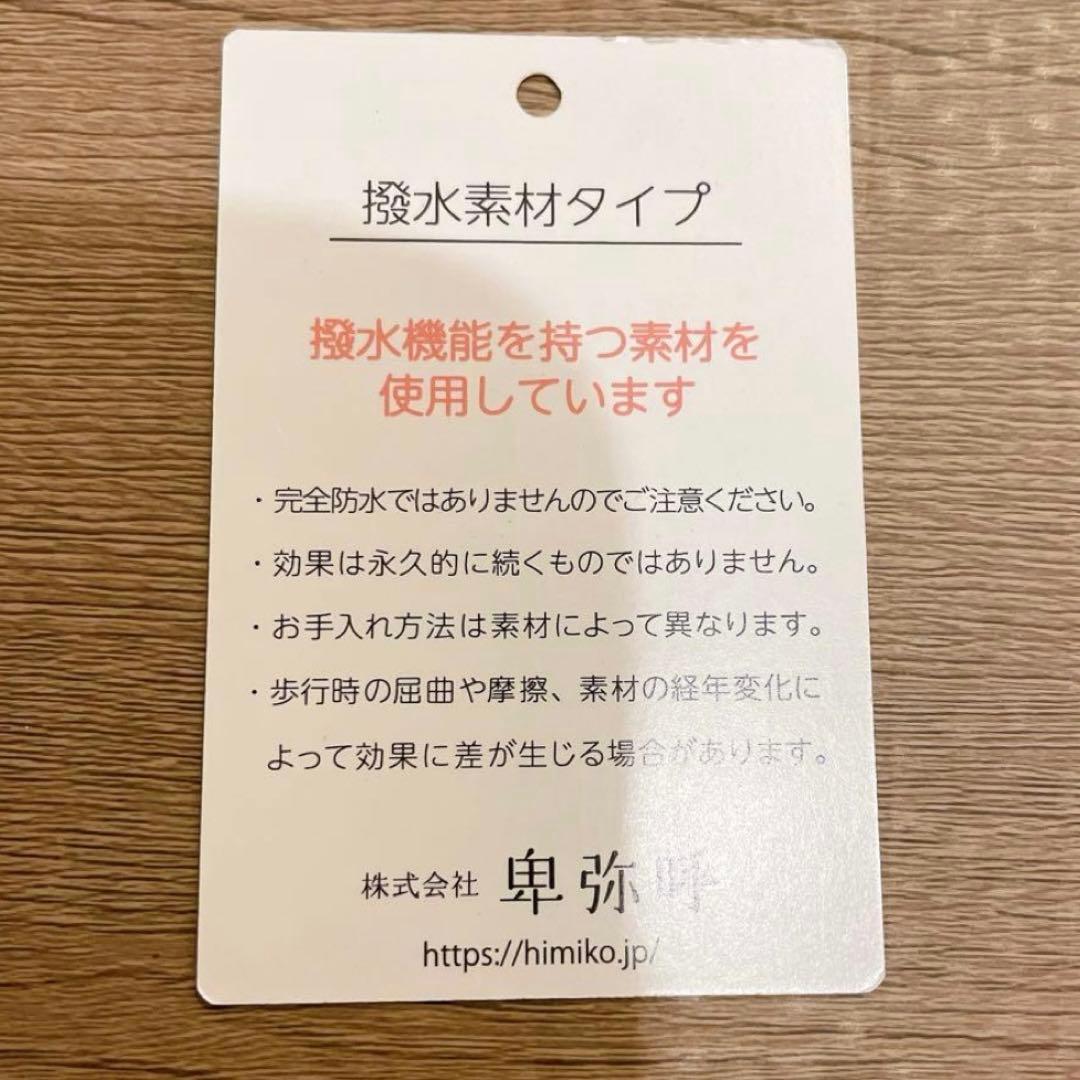 撥水素材タイプ
撥水機能を持つ素材を
使用しています
・完全防水ではありませんのでご注意ください。
・効果は永久的に続くものではありません。
・お手入れ方法は素材によって異なります。
・歩行時の屈曲や摩擦、素材の経年変化に
よって効果に差が生じる場合があります。
株式会社 卑弥呼
https://himiko.jp/